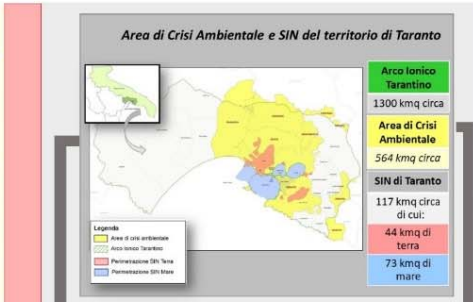 Area di Crisi Ambientale e SIN del territorio di Taranto
Arco Ionico
Tarantino
1300 kmq circa
Area di Crisi
Ambientale
564 kmq circa
SIN di Taranto
117 kmq circa
di cui:
44 kmq di
terra
73 kmq di
mare
Legenda
Area di crisi ambientale
Arco Ionico Tarantino
Perimetrazione SIN Terra
Perimetrazione SIN Mare